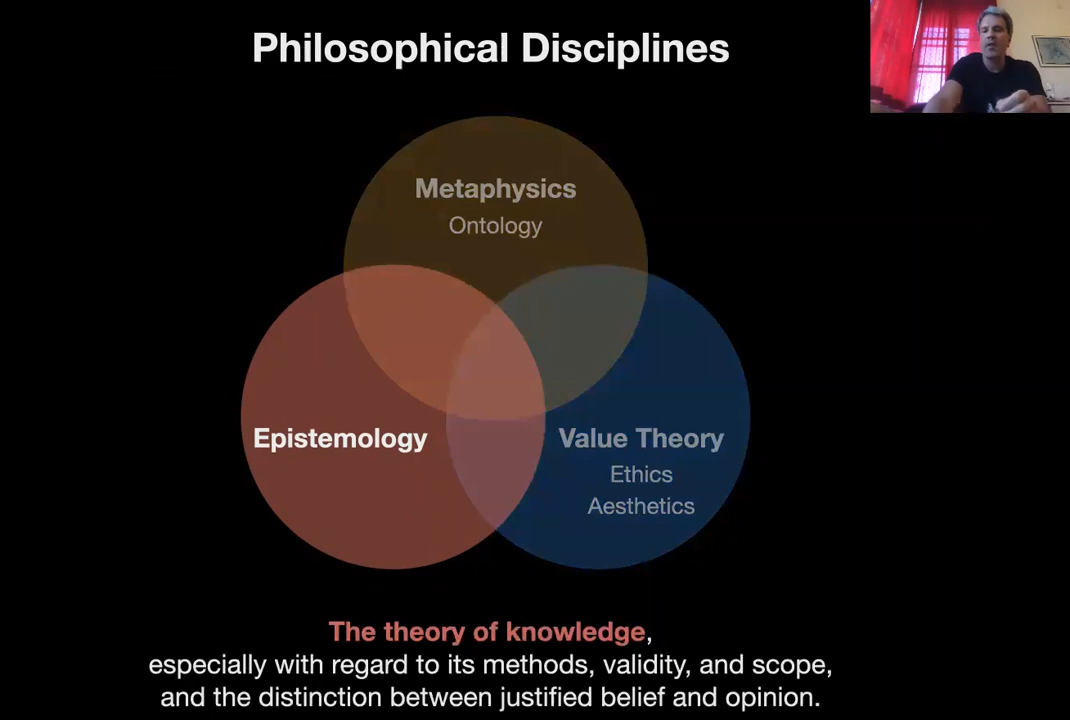 Philosophical Disciplines
Metaphysics
Ontology
Epistemology
Value Theory
Ethics
Aesthetics
The theory of knowledge,
especially with regard to its methods, validity, and scope,
and the distinction between justified belief and opinion.